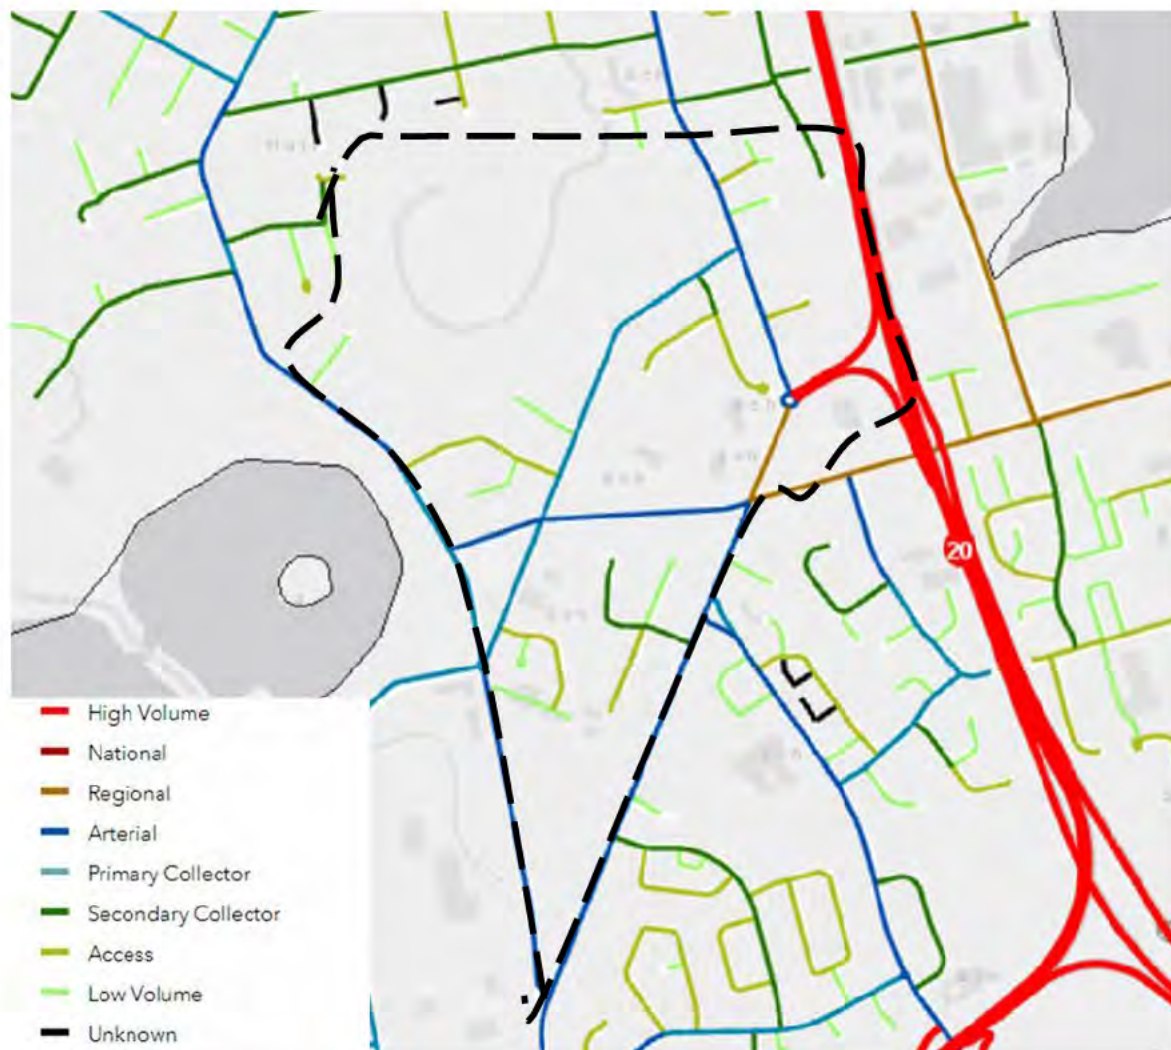 20
High Volume
National
Regional
Arterial
Primary Collector
Secondary Collector
Access
Low Volume
Unknown